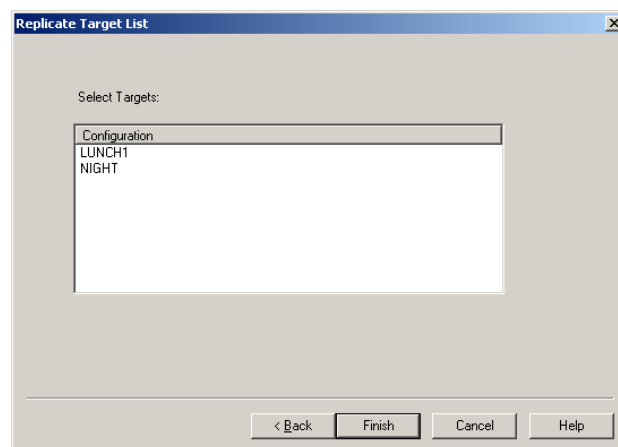 Replicate Target List
Select Targets:
Configuration
LUNCH1
NIGHT
< Back Finish Cancel Help